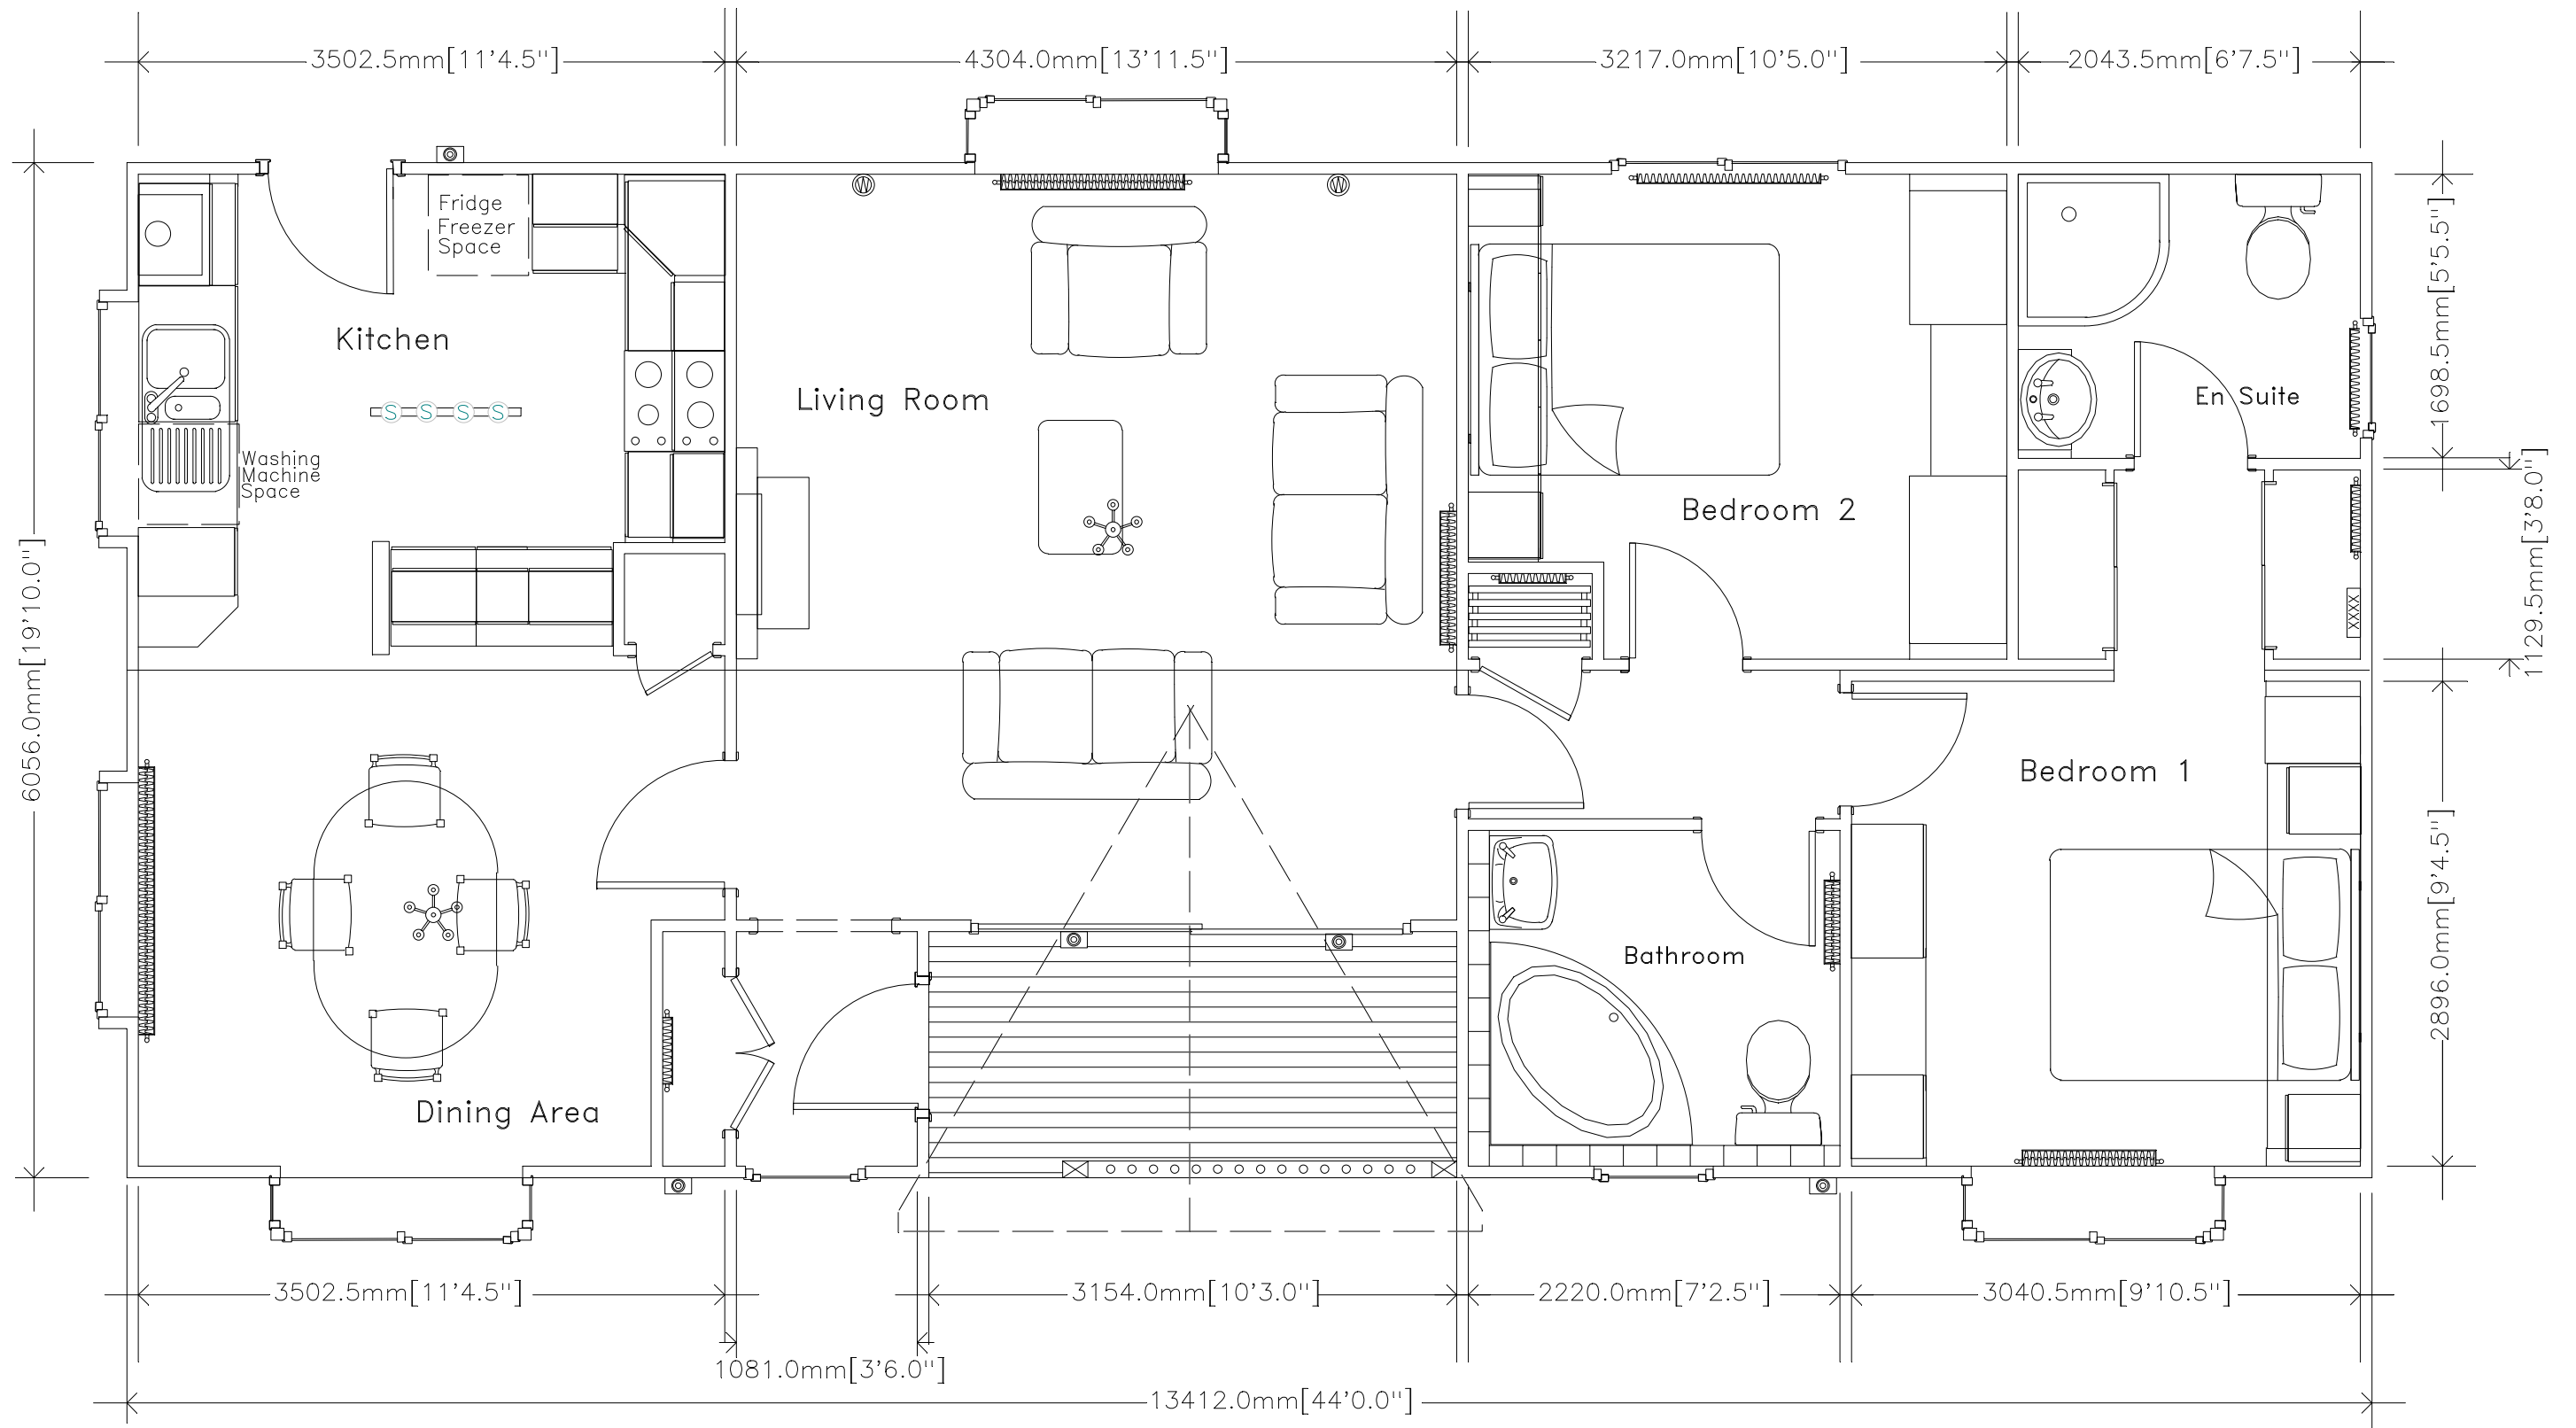 3502.5mm[11'4.5"]
4304.0mm[13'11.5"]
3217.0mm[10'5.0"]
2043.5mm[6'7.5"]
Fridge
Freezer
Space
Kitchen
S S S S
Washing
Machine
Space
Living Room
Bedroom 2
En Suite
1698.5mm[5'5.5"]
1129.5mm[3'8.0"]
XXXX
6056.0mm[19'10.0"]
Bedroom 1
2896.0mm[9'4.5"]
Bathroom
Dining Area
3502.5mm[11'4.5"]
3154.0mm[10'3.0"]
2220.0mm[7'2.5"]
3040.5mm[9'10.5"]
1081.0mm[3'6.0"]
13412.0mm[44'0.0"]